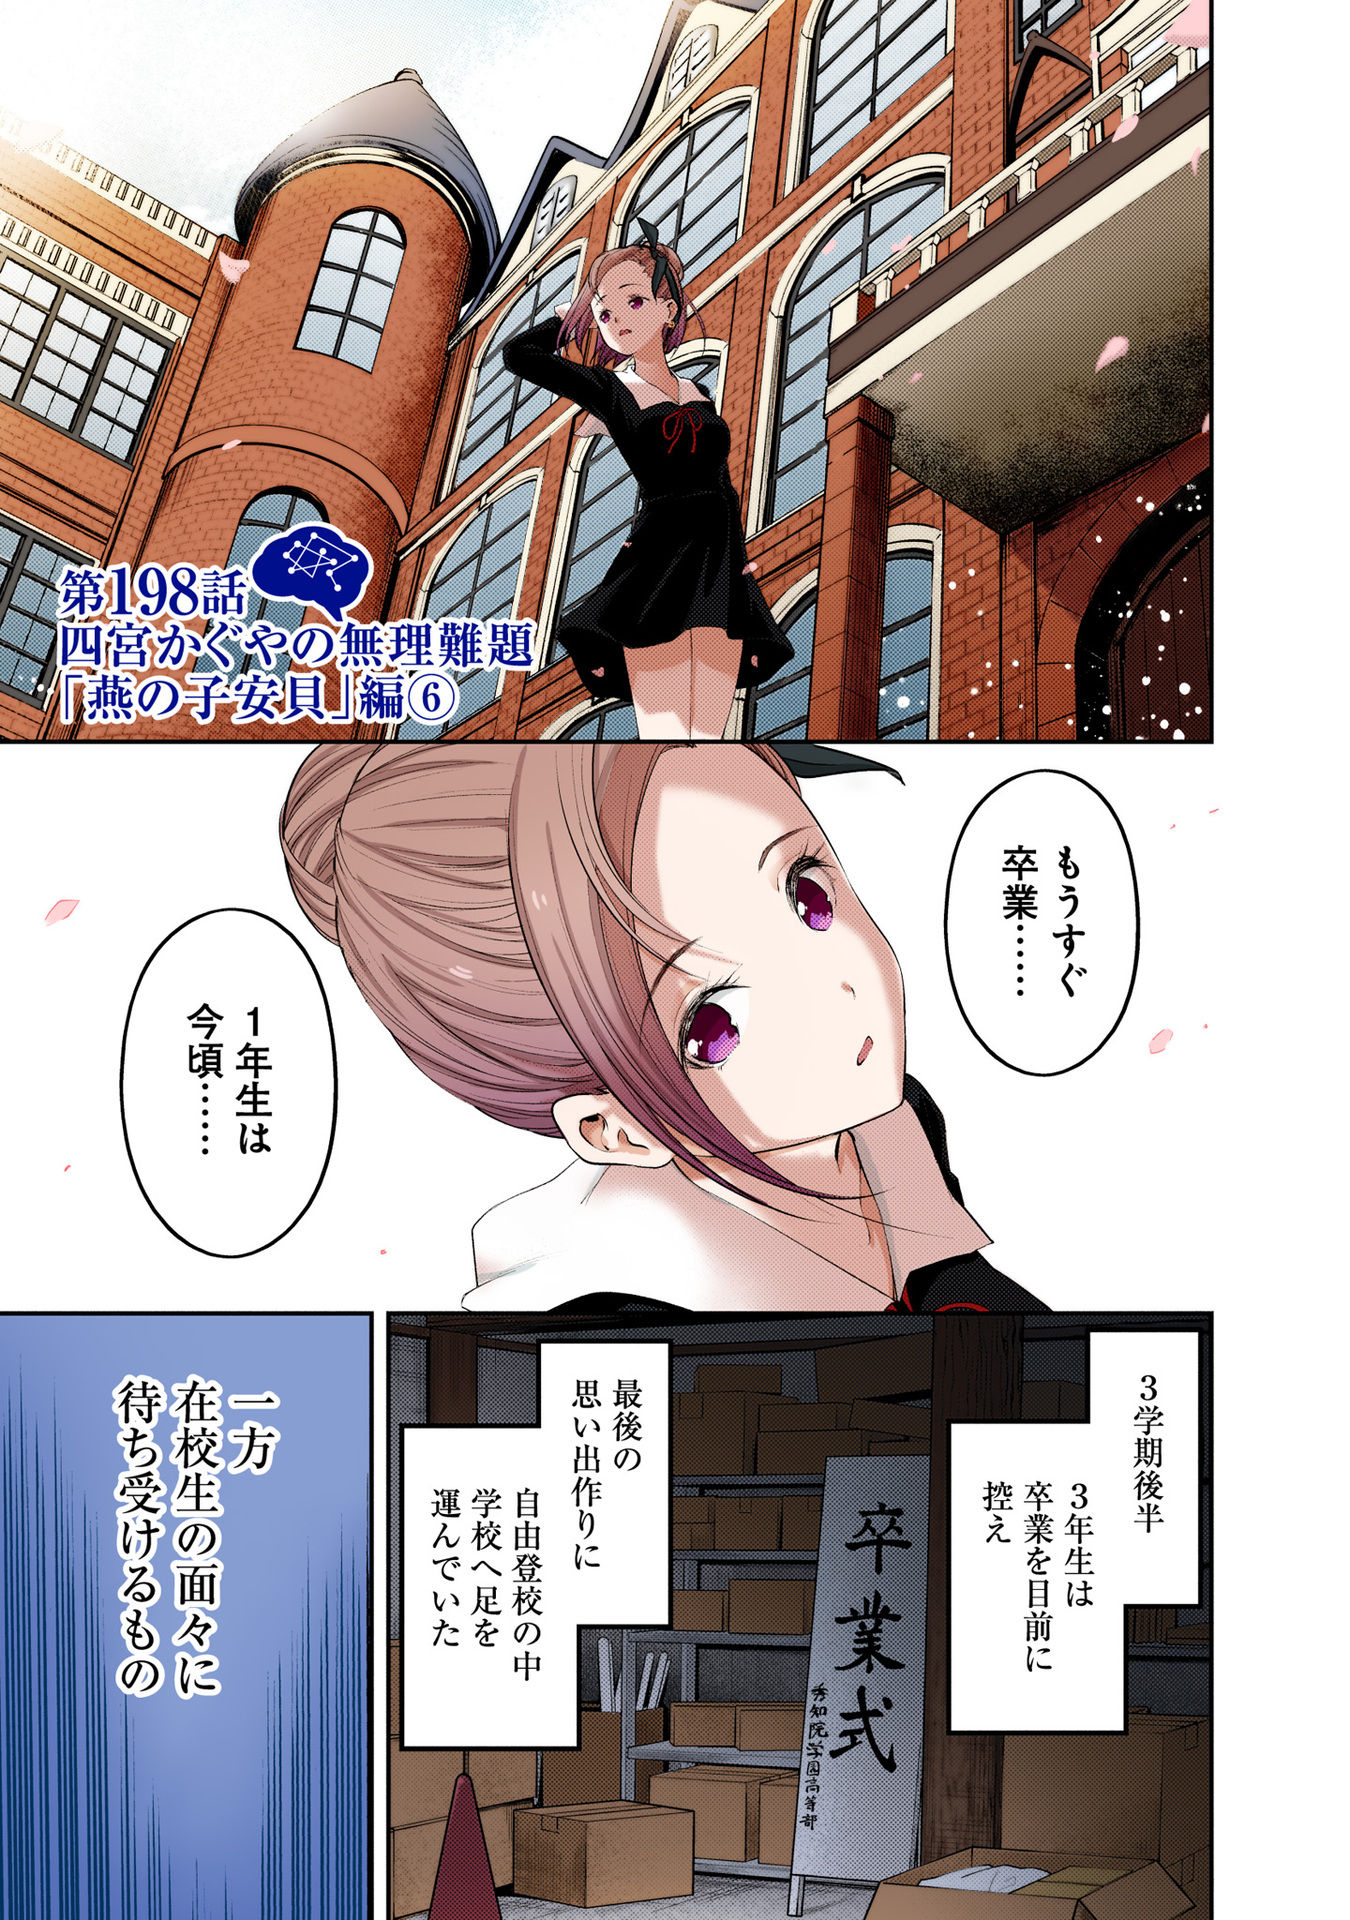 第198話
四宮かぐやの無理難題
「燕の子安貝」編⑥
もうすぐ
卒業……
1年生は
今頃……
3学期後半
3年生は
卒業を目前に
控え
最後の
思い出作りに
自由登校の中
学校へ足を
運んでいた
卒業式
秀知院学園高等部
一方
在校生の面々に
待ち受けるもの